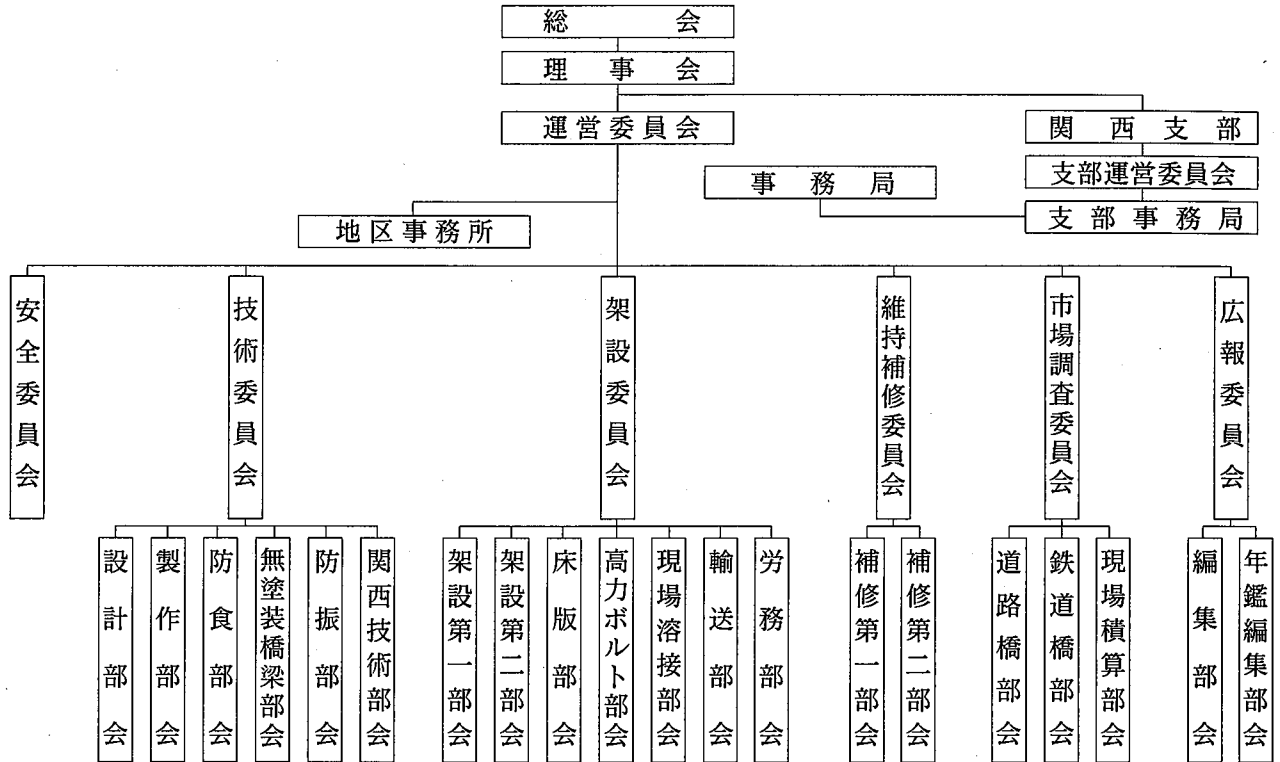 総会
理事会
運営委員会
関西支部
支部運営委員会
事務局
支部事務局
地区事務所
安全委員会
技術委員会
架設委員会
維持補修委員会
市場調査委員会
広報委員会
設計部会
製作部会
防食部会
無塗装橋梁部会
防振部会
関西技術部会
架設第一部会
架設第二部会
床版部会
高力ボルト部会
現場溶接部会
輸送部会
労務部会
補修第一部会
補修第二部会
道路橋部会
鉄道橋部会
現場積算部会
編集部会
年鑑編集部会